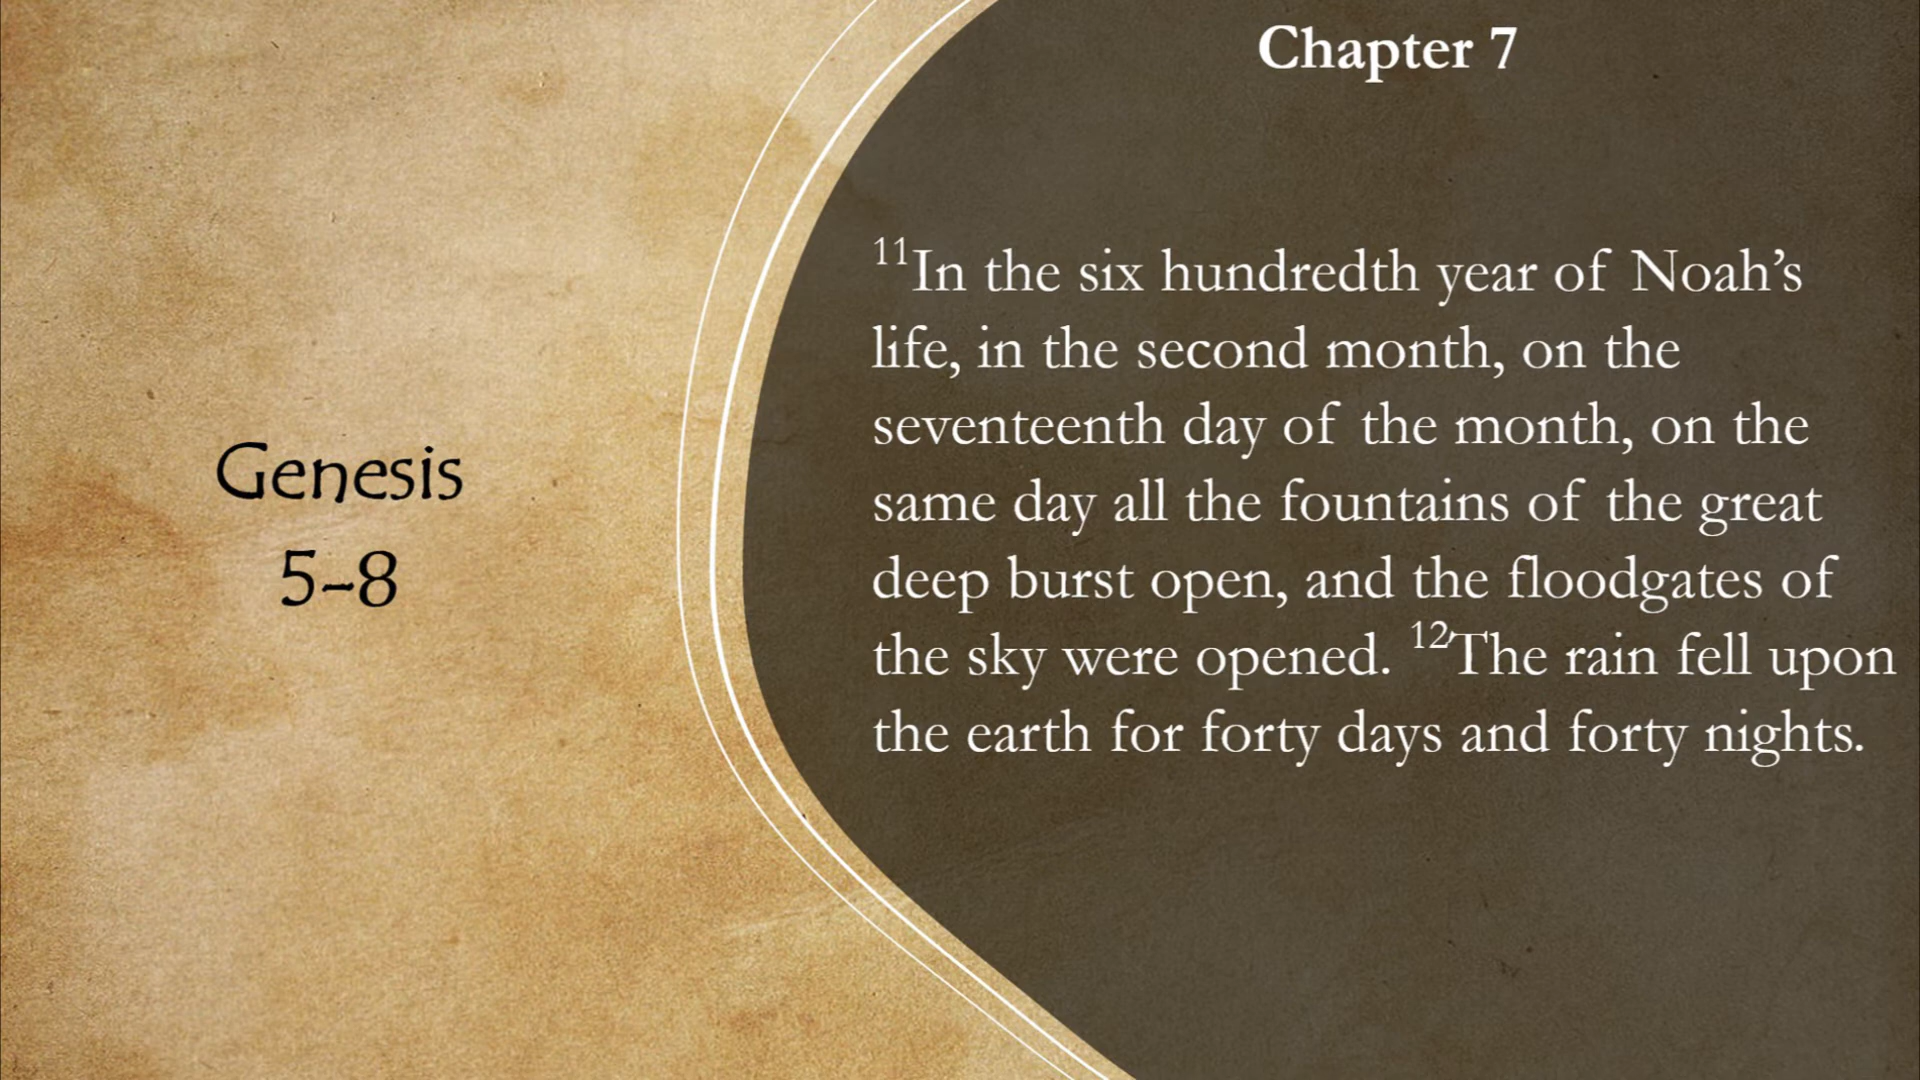 Genesis
5-8
Chapter 7
¹¹In the six hundredth year of Noah’s
life, in the second month, on the
seventeenth day of the month, on the
same day all the fountains of the great
deep burst open, and the floodgates of
the sky were opened. ¹²The rain fell upon
the earth for forty days and forty nights.